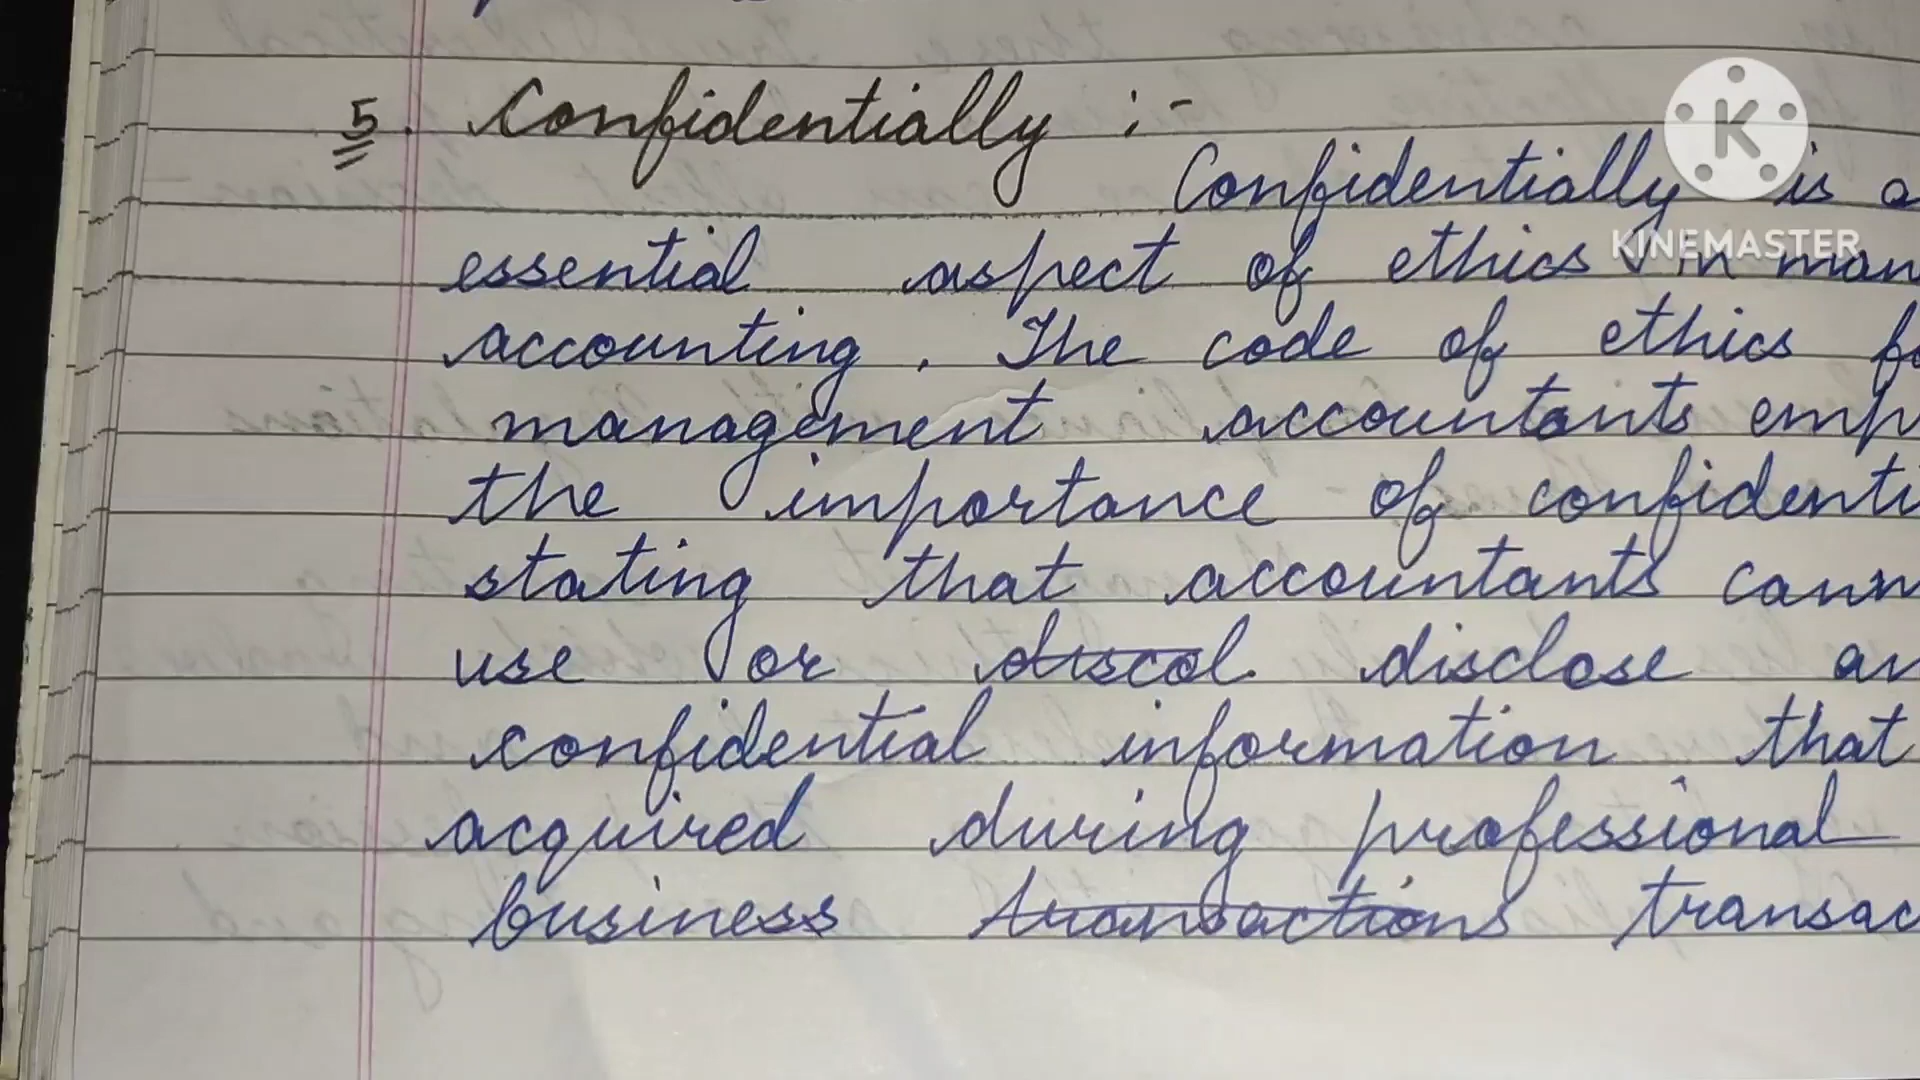 5. Confidentially :-
Confidentially is a
essential aspect of ethics in man
accounting. The code of ethics fo
management accountants emp
the importance of confidenti
stating that accountants cann
use or discol. disclose an
confidential information that
acquired during professional
business transactions transac
K
KINEMASTER